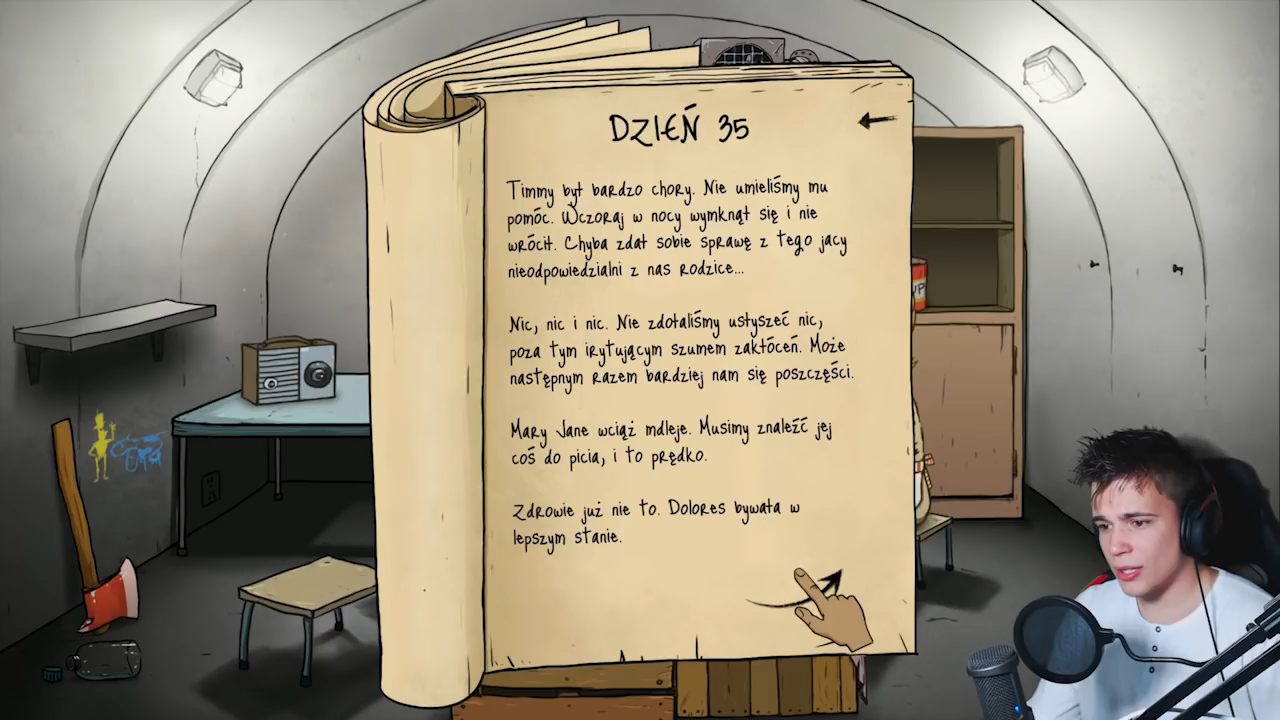 DZIEŃ 35
Timmy był bardzo chory. Nie umieliśmy mu
pomóc. Wczoraj w nocy wymknął się i nie
wrócił. Chyba zdał sobie sprawę z tego jacy
nieodpowiedzialni z nas rodzice...
Nic, nic i nic. Nie zdołaliśmy usłyszeć nic,
poza tym irytującym szumem zakłóceń. Może
następnym razem bardziej nam się poszczęści.
Mary Jane wciąż mdleje. Musimy znaleźć jej
coś do picia, i to prędko.
Zdrowie już nie to. Dolores bywała w
lepszym stanie.